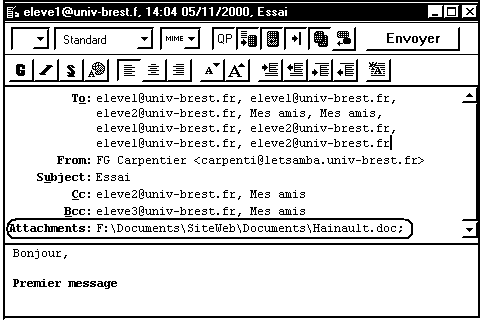 eleve1@univ-brest.f, 14:04 05/11/2000, Essai
Standard MIME QP Envoyer
G I S A A A
To: eleve1@univ-brest.fr, eleve1@univ-brest.fr,
eleve2@univ-brest.fr, Mes amis, Mes amis,
eleve1@univ-brest.fr, eleve2@univ-brest.fr,
eleve1@univ-brest.fr, eleve2@univ-brest.fr
From: FG Carpentier <carpenti@letsamba.univ-brest.fr>
Subject: Essai
Cc: eleve2@univ-brest.fr, Mes amis
Bcc: eleve3@univ-brest.fr, Mes amis
Attachments: F:\Documents\SiteWeb\Documents\Hainault.doc;
Bonjour,
Premier message